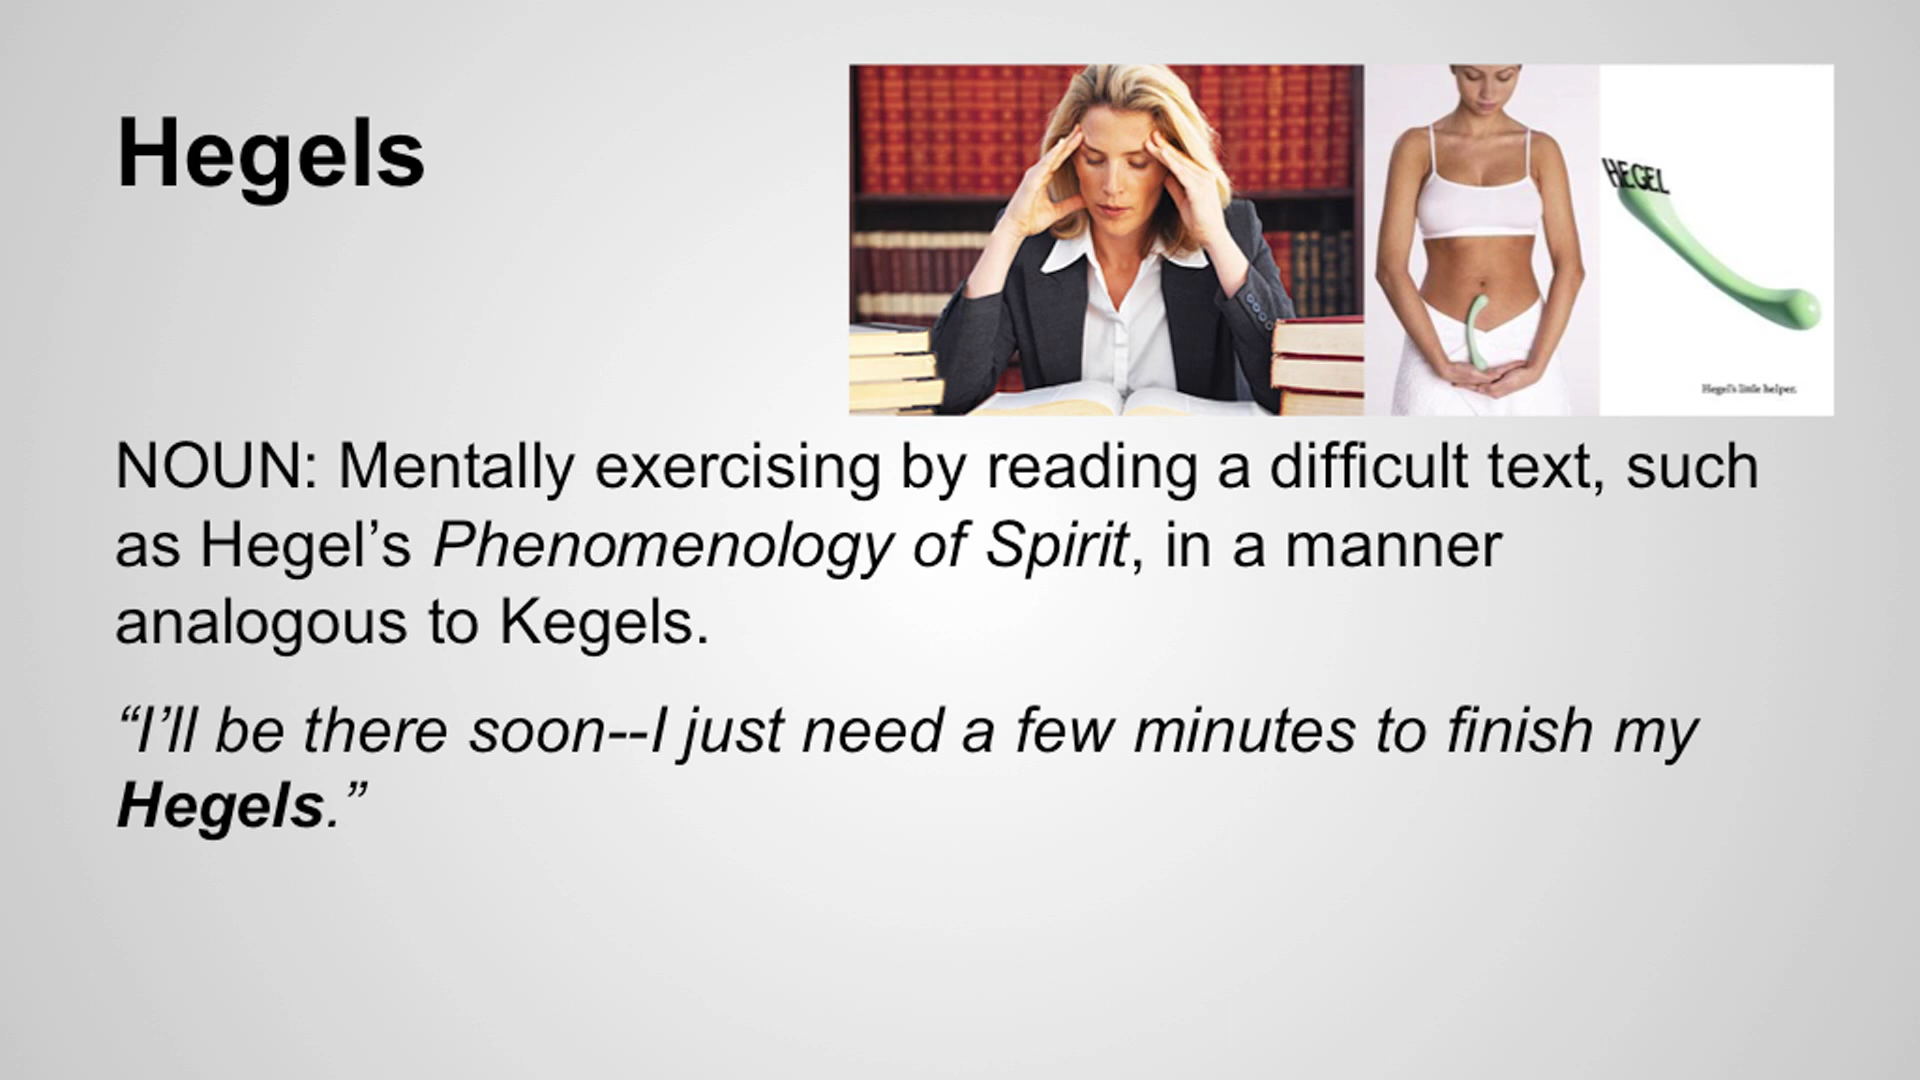 Hegels
HEGEL
Hegel's little helper.
NOUN: Mentally exercising by reading a difficult text, such
as Hegel’s Phenomenology of Spirit, in a manner
analogous to Kegels.
“I’ll be there soon--I just need a few minutes to finish my
Hegels.”